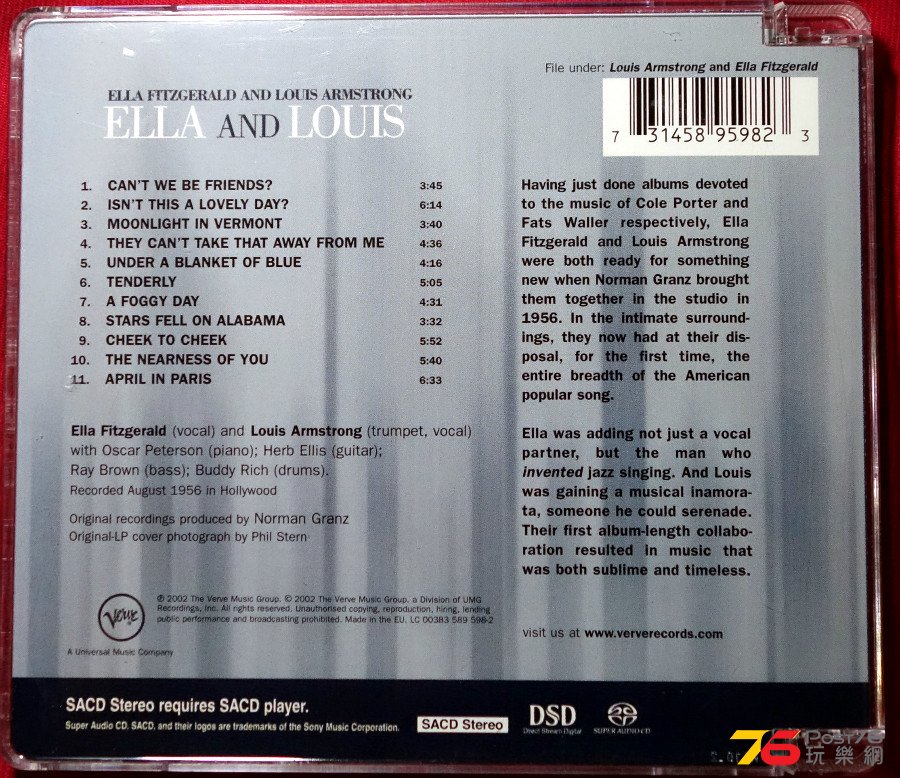 File under: Louis Armstrong and Ella Fitzgerald
7 31458 95982 3
ELLA FITZGERALD AND LOUIS ARMSTRONG
ELLA AND LOUIS
1. CAN'T WE BE FRIENDS? 3:45
2. ISN'T THIS A LOVELY DAY? 6:14
3. MOONLIGHT IN VERMONT 3:40
4. THEY CAN'T TAKE THAT AWAY FROM ME 4:36
5. UNDER A BLANKET OF BLUE 4:16
6. TENDERLY 5:05
7. A FOGGY DAY 4:31
8. STARS FELL ON ALABAMA 3:32
9. CHEEK TO CHEEK 5:52
10. THE NEARNESS OF YOU 5:40
11. APRIL IN PARIS 6:33
Ella Fitzgerald (vocal) and Louis Armstrong (trumpet, vocal)
with Oscar Peterson (piano); Herb Ellis (guitar);
Ray Brown (bass); Buddy Rich (drums).
Recorded August 1956 in Hollywood
Original recordings produced by Norman Granz
Original-LP cover photograph by Phil Stern
Having just done albums devoted
to the music of Cole Porter and
Fats Waller respectively, Ella
Fitzgerald and Louis Armstrong
were both ready for something
new when Norman Granz brought
them together in the studio in
1956. In the intimate surround-
ings, they now had at their dis-
posal, for the first time, the
entire breadth of the American
popular song.
Ella was adding not just a vocal
partner, but the man who
invented jazz singing. And Louis
was gaining a musical inamora-
ta, someone he could serenade.
Their first album-length collabo-
ration resulted in music that
was both sublime and timeless.
visit us at www.ververecords.com
Verve
A Universal Music Company
℗ 2002 The Verve Music Group. © 2002 The Verve Music Group, a Division of UMG
Recordings, Inc. All rights reserved. Unauthorised copying, reproduction, hiring, lending
public performance and broadcasting prohibited. Made in the EU. LC 00383 589 598-2
SACD Stereo requires SACD player.
Super Audio CD, SACD, and their logos are trademarks of the Sony Music Corporation.
SACD Stereo
DSD
Direct Stream Digital
SUPER AUDIO CD
76
Post76
玩樂網